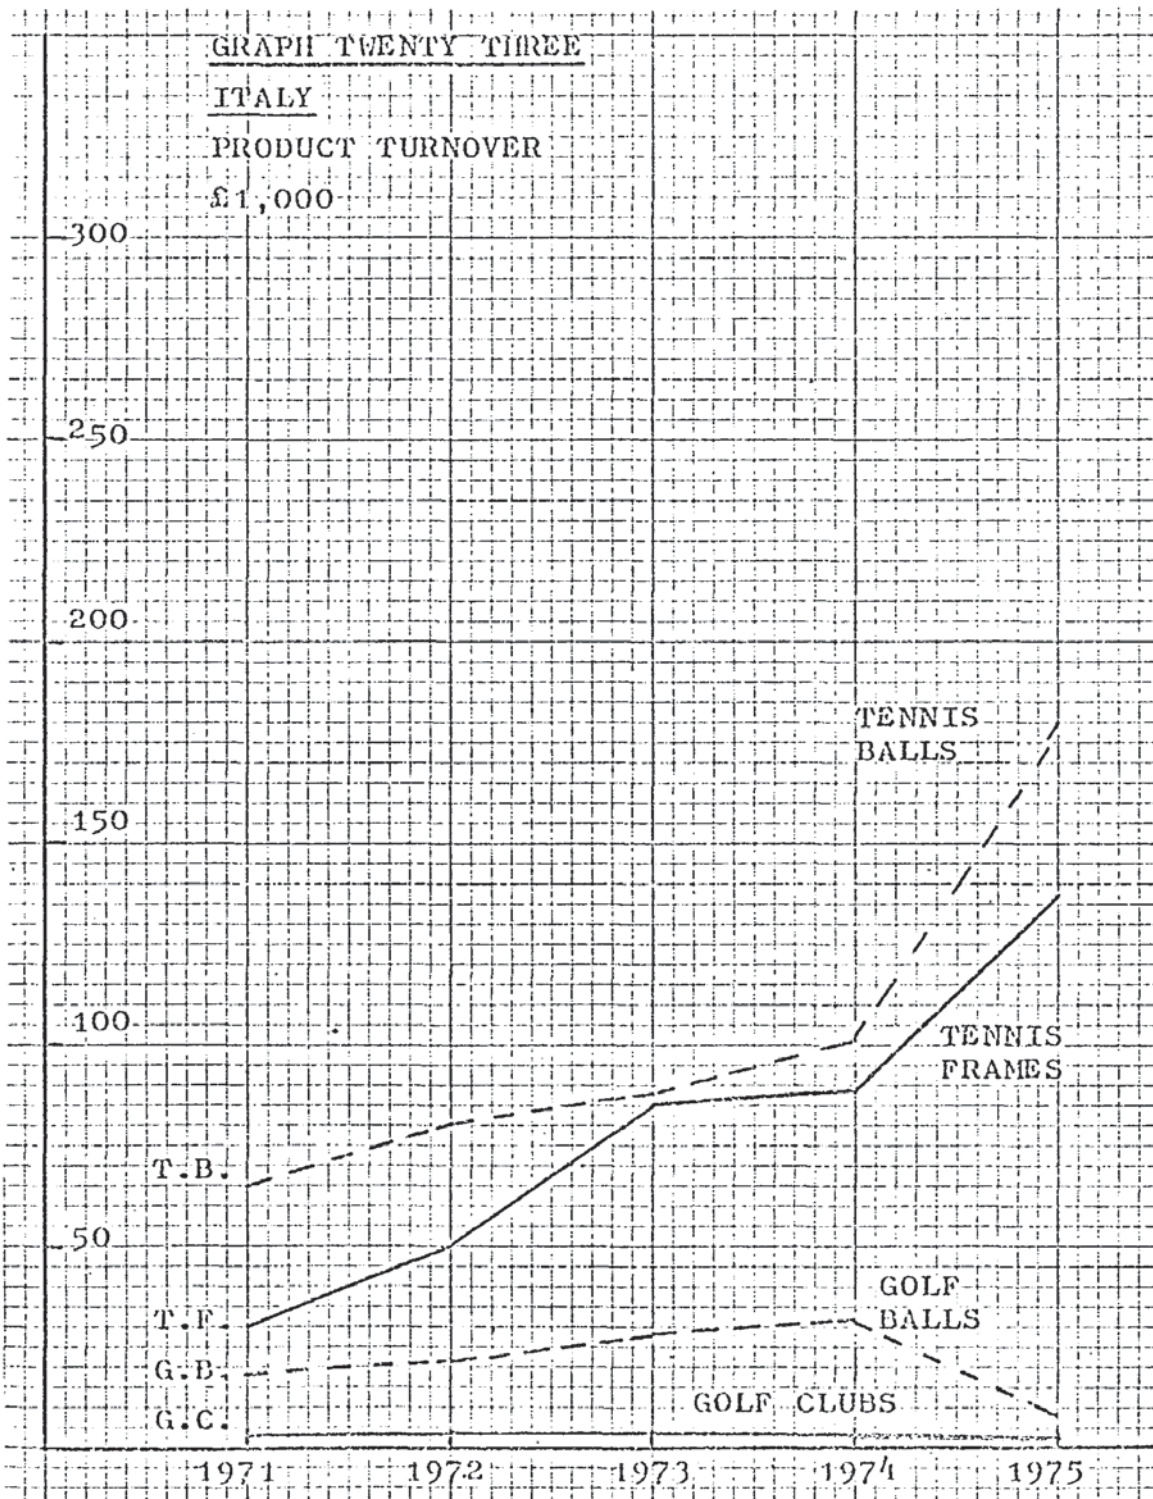 GRAPH TWENTY THREE
ITALY
PRODUCT TURNOVER
£1,000
300
250
200
TENNIS
BALLS
150
100
TENNIS
FRAMES
T.B.
50
GOLF
BALLS
T.F.
G.B.
GOLF CLUBS
G.C.
1971 1972 1973 1974 1975